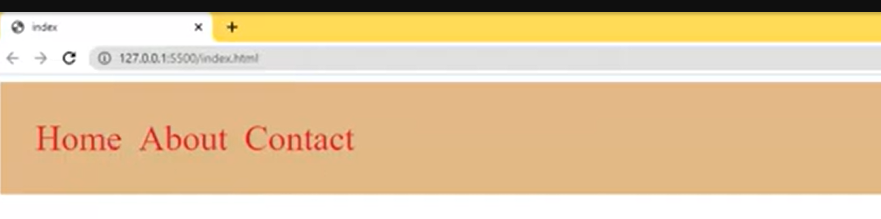 index
127.0.0.1:5500/index.html
Home About Contact